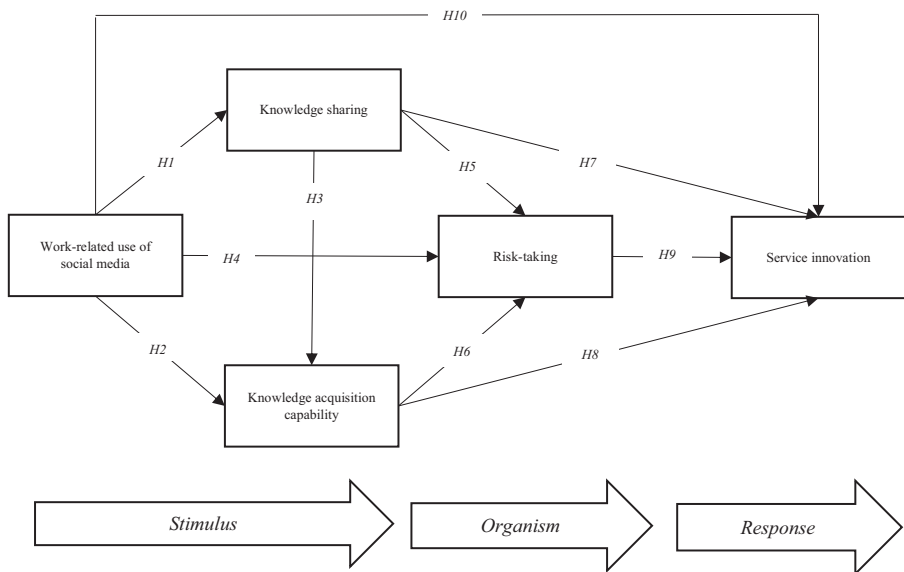 H10
Knowledge sharing
H1
H5
H7
H3
Work-related use of
social media
H4
Risk-taking
H9
Service innovation
H2
H6
H8
Knowledge acquisition
capability
Stimulus
Organism
Response